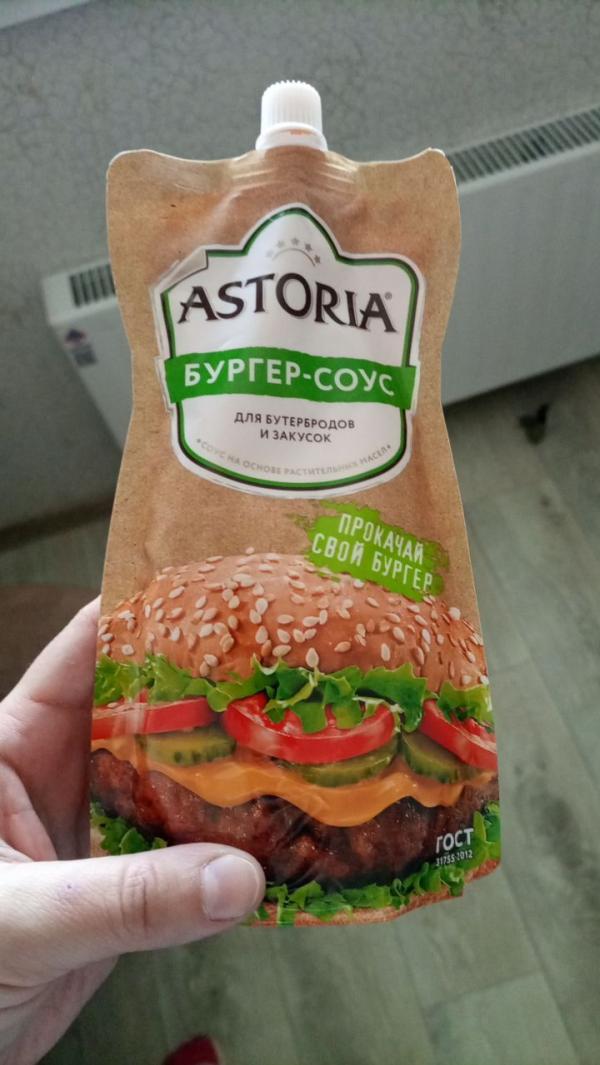 ASTORIA®
БУРГЕР-СОУС
ДЛЯ БУТЕРБРОДОВ
И ЗАКУСОК
СОУС НА ОСНОВЕ РАСТИТЕЛЬНЫХ МАСЕЛ
ПРОКАЧАЙ
СВОЙ БУРГЕР
ГОСТ
31755-2012